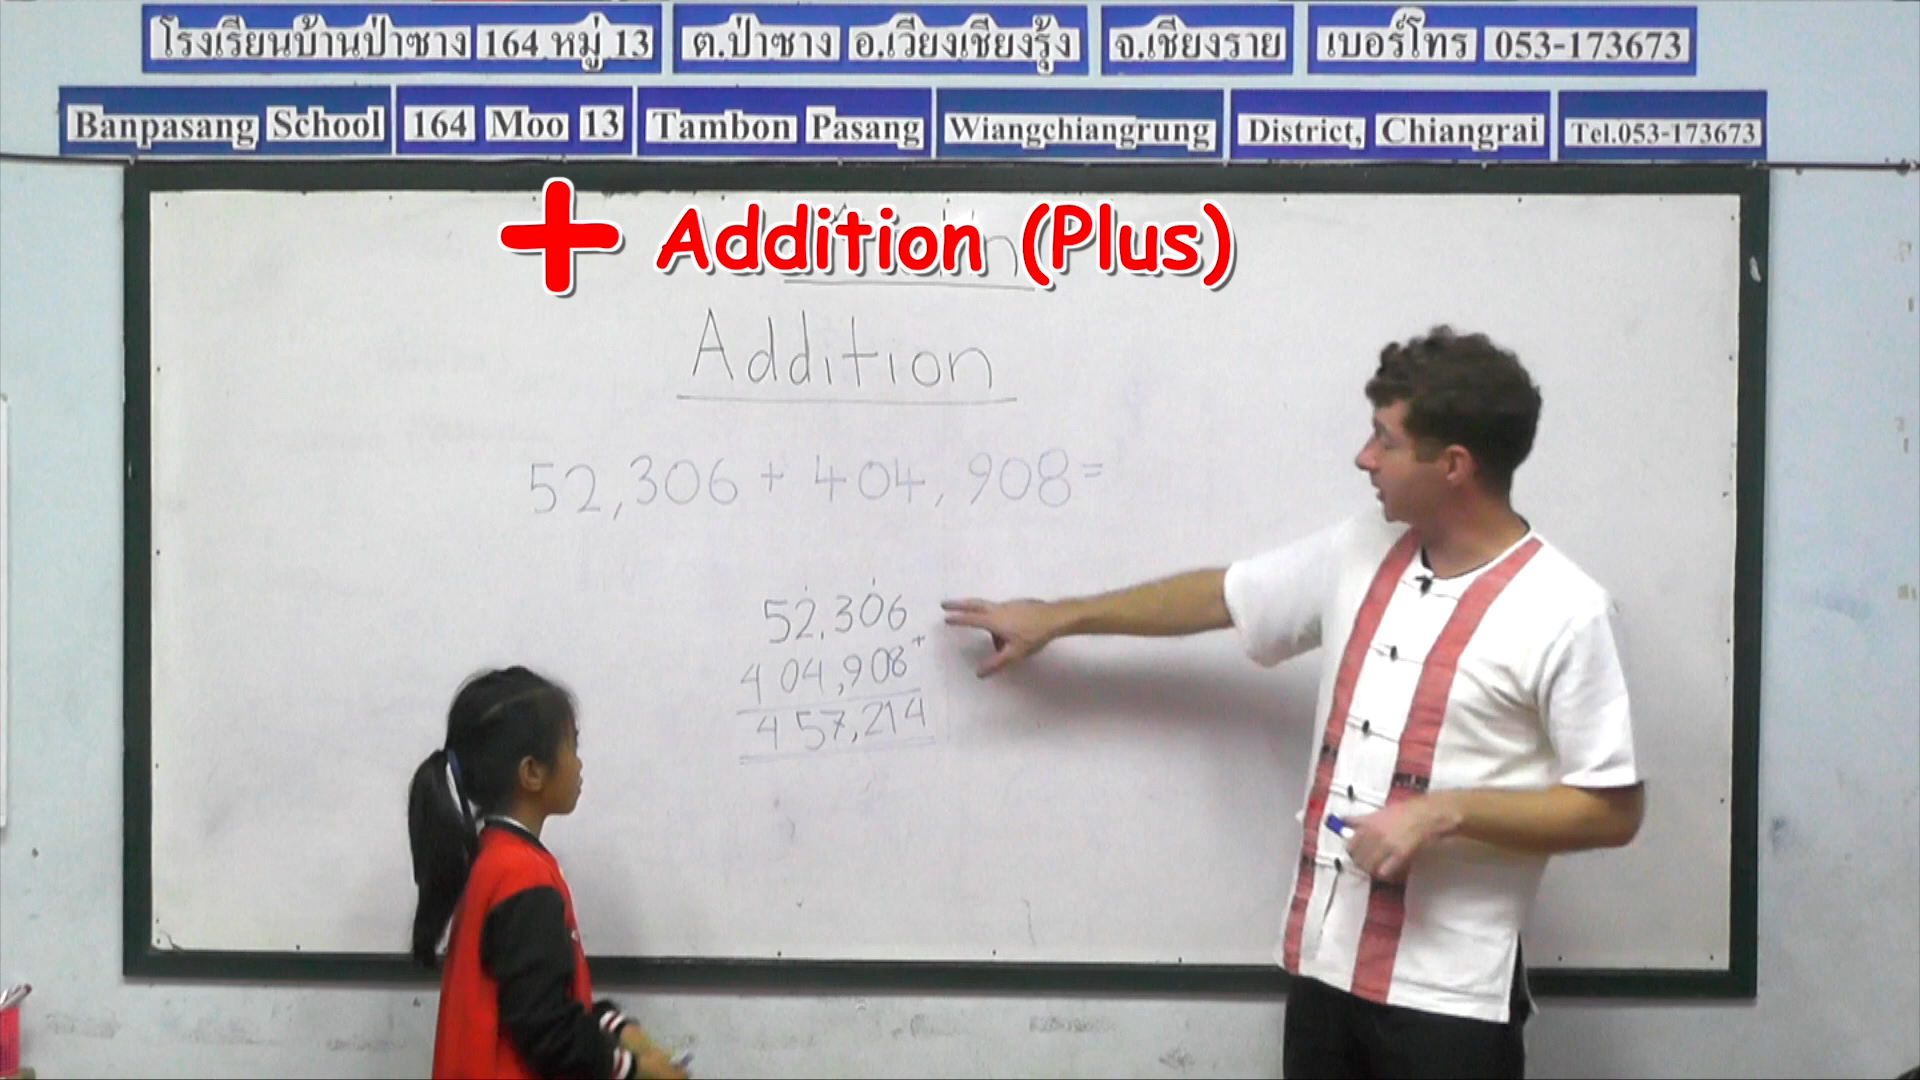 โรงเรียนบ้านป่าซาง 164 หมู่ 13 ต.ป่าซาง อ.เวียงเชียงรุ้ง จ.เชียงราย เบอร์โทร 053-173673
Banpasang School 164 Moo 13 Tambon Pasang Wiangchiangrung District, Chiangrai Tel.053-173673
+ Addition (Plus)
Addition
52,306 + 404,908=
52,306
+
404,908
457,214